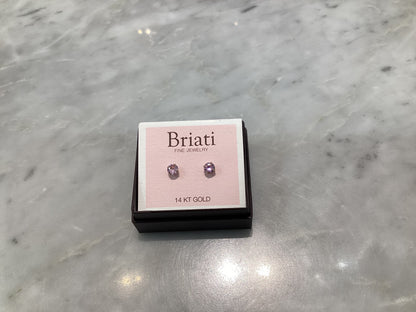 Briati
FINE JEWELRY
14 KT GOLD